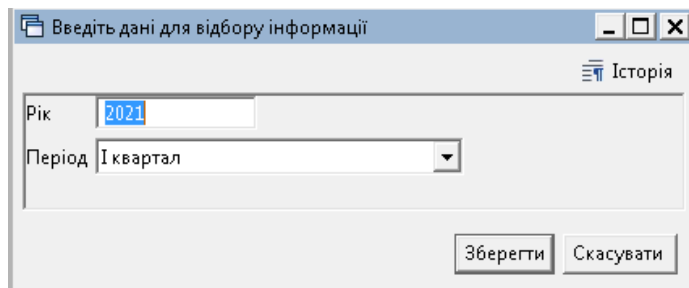 Введіть дані для відбору інформації
Історія
Рік 2021
Період І квартал
Зберегти Скасувати